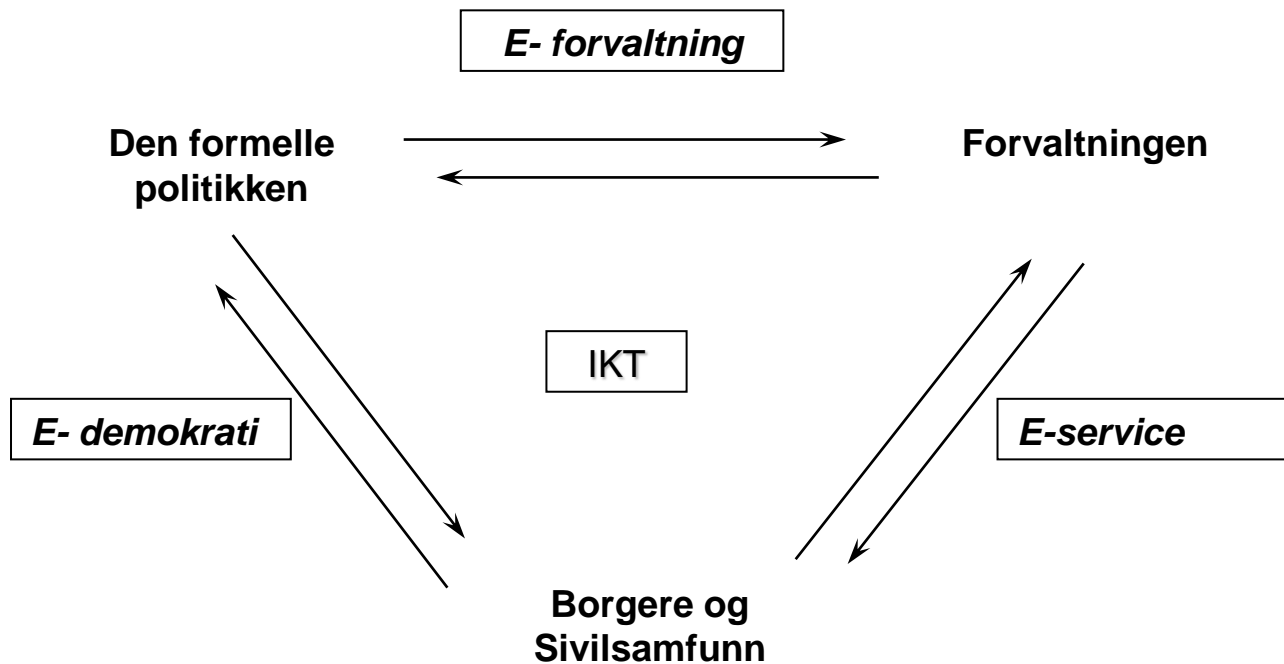 E- forvaltning
Den formelle
politikken
Forvaltningen
IKT
E- demokrati
E-service
Borgere og
Sivilsamfunn